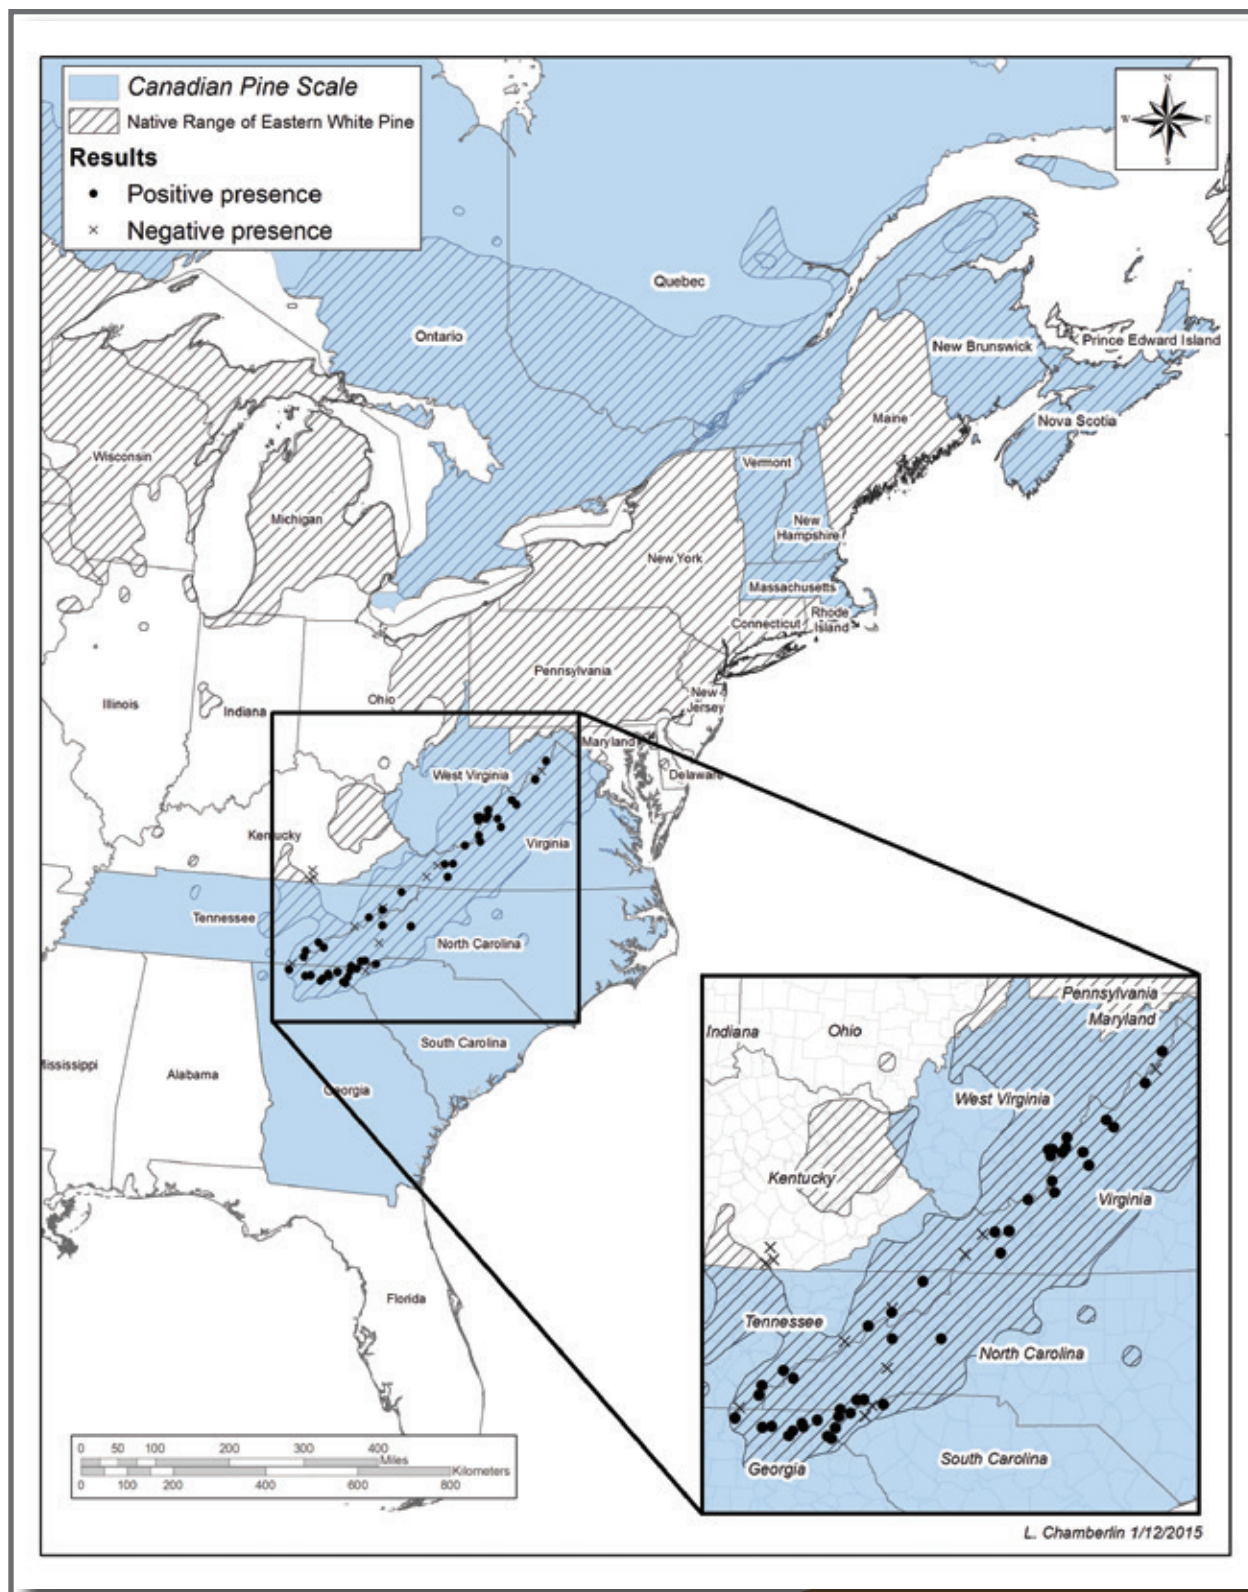 Canadian Pine Scale
Native Range of Eastern White Pine
Results
Positive presence
Negative presence
N
W E
S
Quebec
Ontario
New Brunswick
Prince Edward Island
Nova Scotia
Maine
Wisconsin
Vermont
Michigan
New
Hampshire
New York
Massachusetts
Connecticut
Rhode
Island
Pennsylvania
New
Jersey
Ohio
Illinois
Indiana
Maryland
Delaware
West Virginia
Kentucky
Virginia
Tennessee
North Carolina
South Carolina
Mississippi
Alabama
Georgia
Florida
Pennsylvania
Maryland
Indiana
Ohio
West Virginia
Kentucky
Virginia
Tennessee
North Carolina
South Carolina
Georgia
0 50 100 200 300 400
Miles
Kilometers
0 100 200 400 600 800
L. Chamberlin 1/12/2015